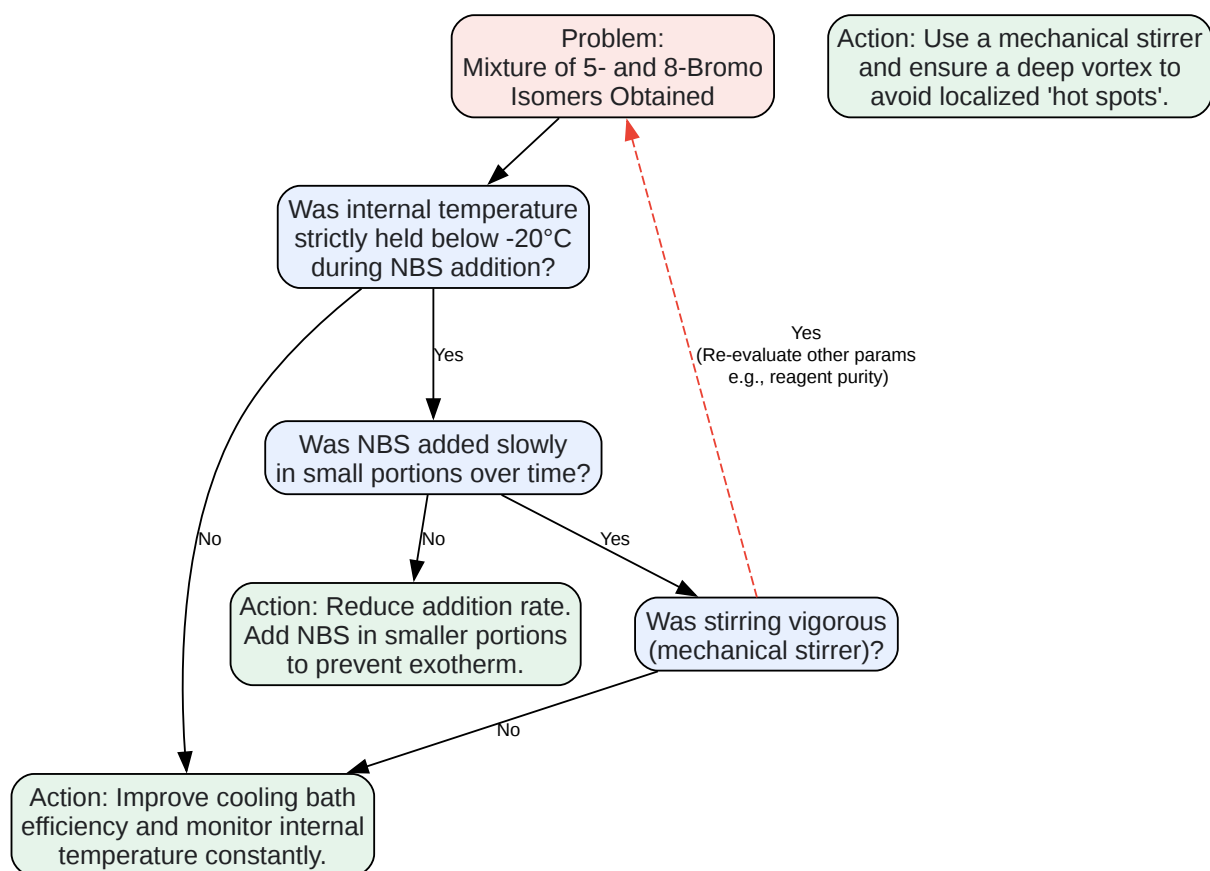 Problem:
Mixture of 5- and 8-Bromo
Isomers Obtained
Action: Use a mechanical stirrer
and ensure a deep vortex to
avoid localized 'hot spots'.
Was internal temperature
strictly held below -20°C
during NBS addition?
Yes
(Re-evaluate other params
e.g., reagent purity)
Yes
Was NBS added slowly
in small portions over time?
No
No
Yes
Action: Reduce addition rate.
Add NBS in smaller portions
to prevent exotherm.
Was stirring vigorous
(mechanical stirrer)?
No
Action: Improve cooling bath
efficiency and monitor internal
temperature constantly.